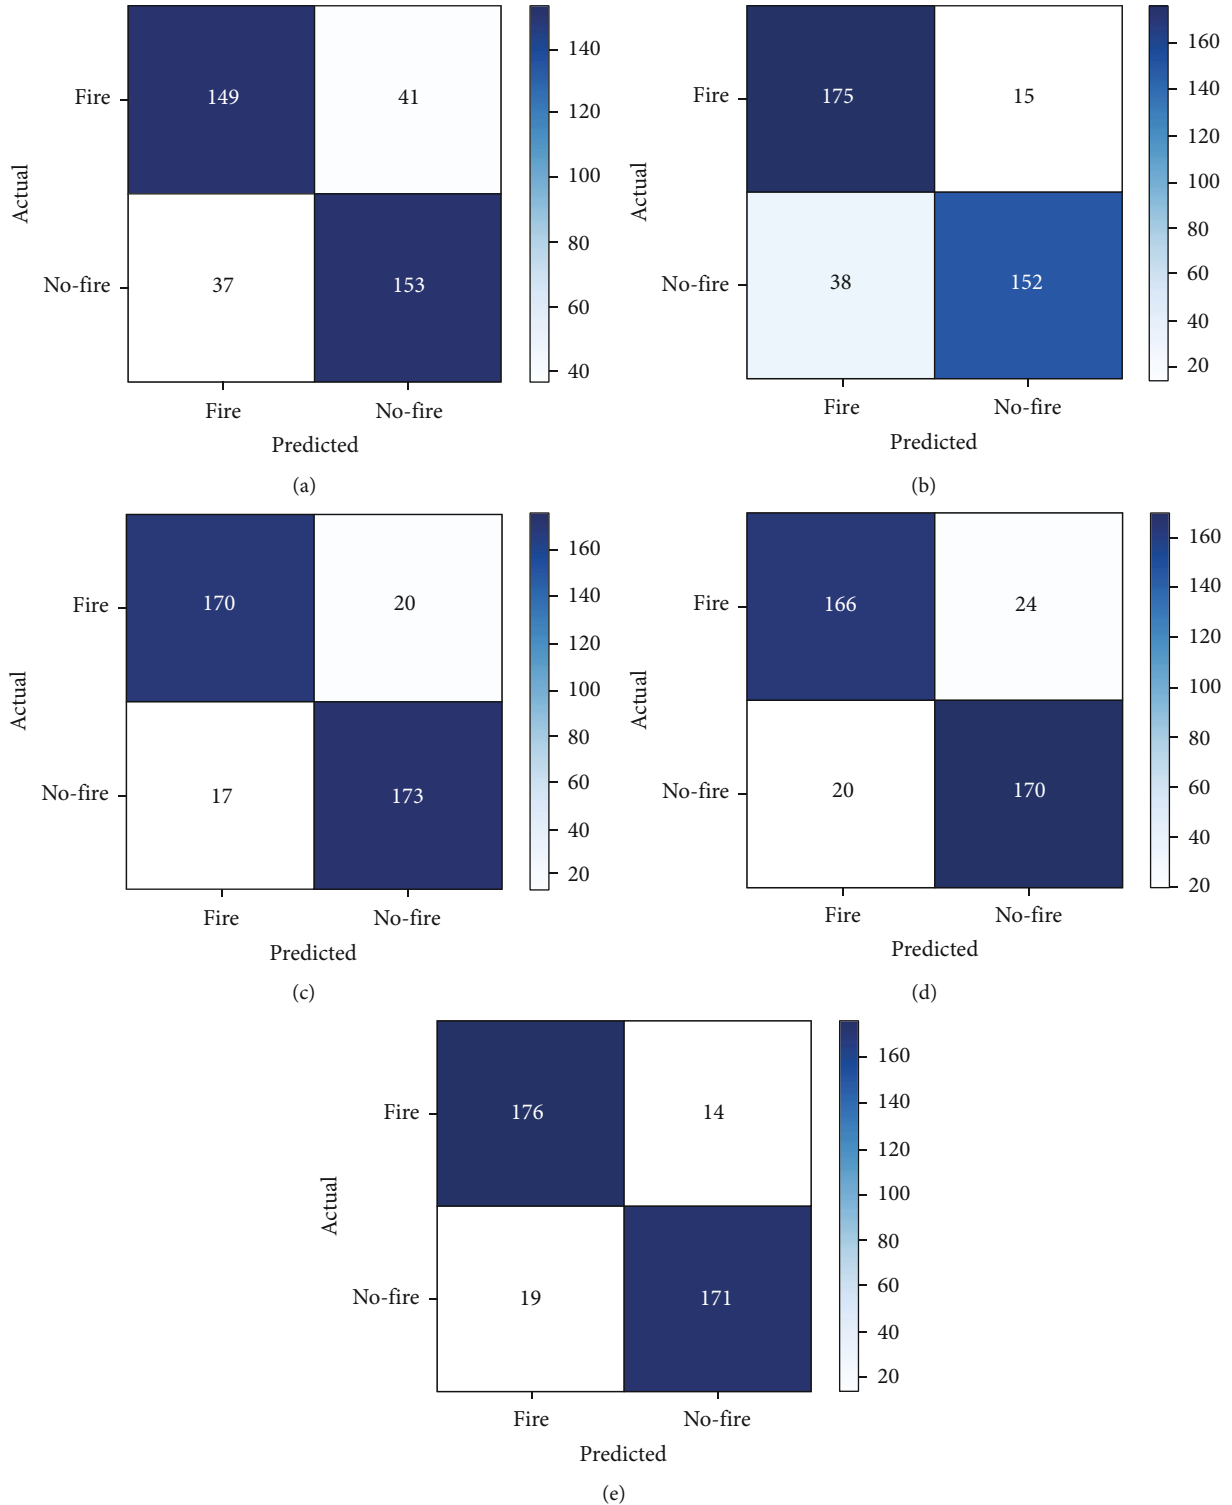 140
Fire
149
41
120
100
Actual
80
No-fire
37
153
60
40
Fire
No-fire
Predicted
(a)
160
Fire
175
15
140
120
100
Actual
80
No-fire
38
152
60
40
20
Fire
No-fire
Predicted
(b)
160
Fire
170
20
140
120
100
Actual
80
No-fire
17
173
60
40
20
Fire
No-fire
Predicted
(c)
160
Fire
166
24
140
120
100
Actual
80
No-fire
20
170
60
40
20
Fire
No-fire
Predicted
(d)
160
Fire
176
14
140
120
100
Actual
80
No-fire
19
171
60
40
20
Fire
No-fire
Predicted
(e)